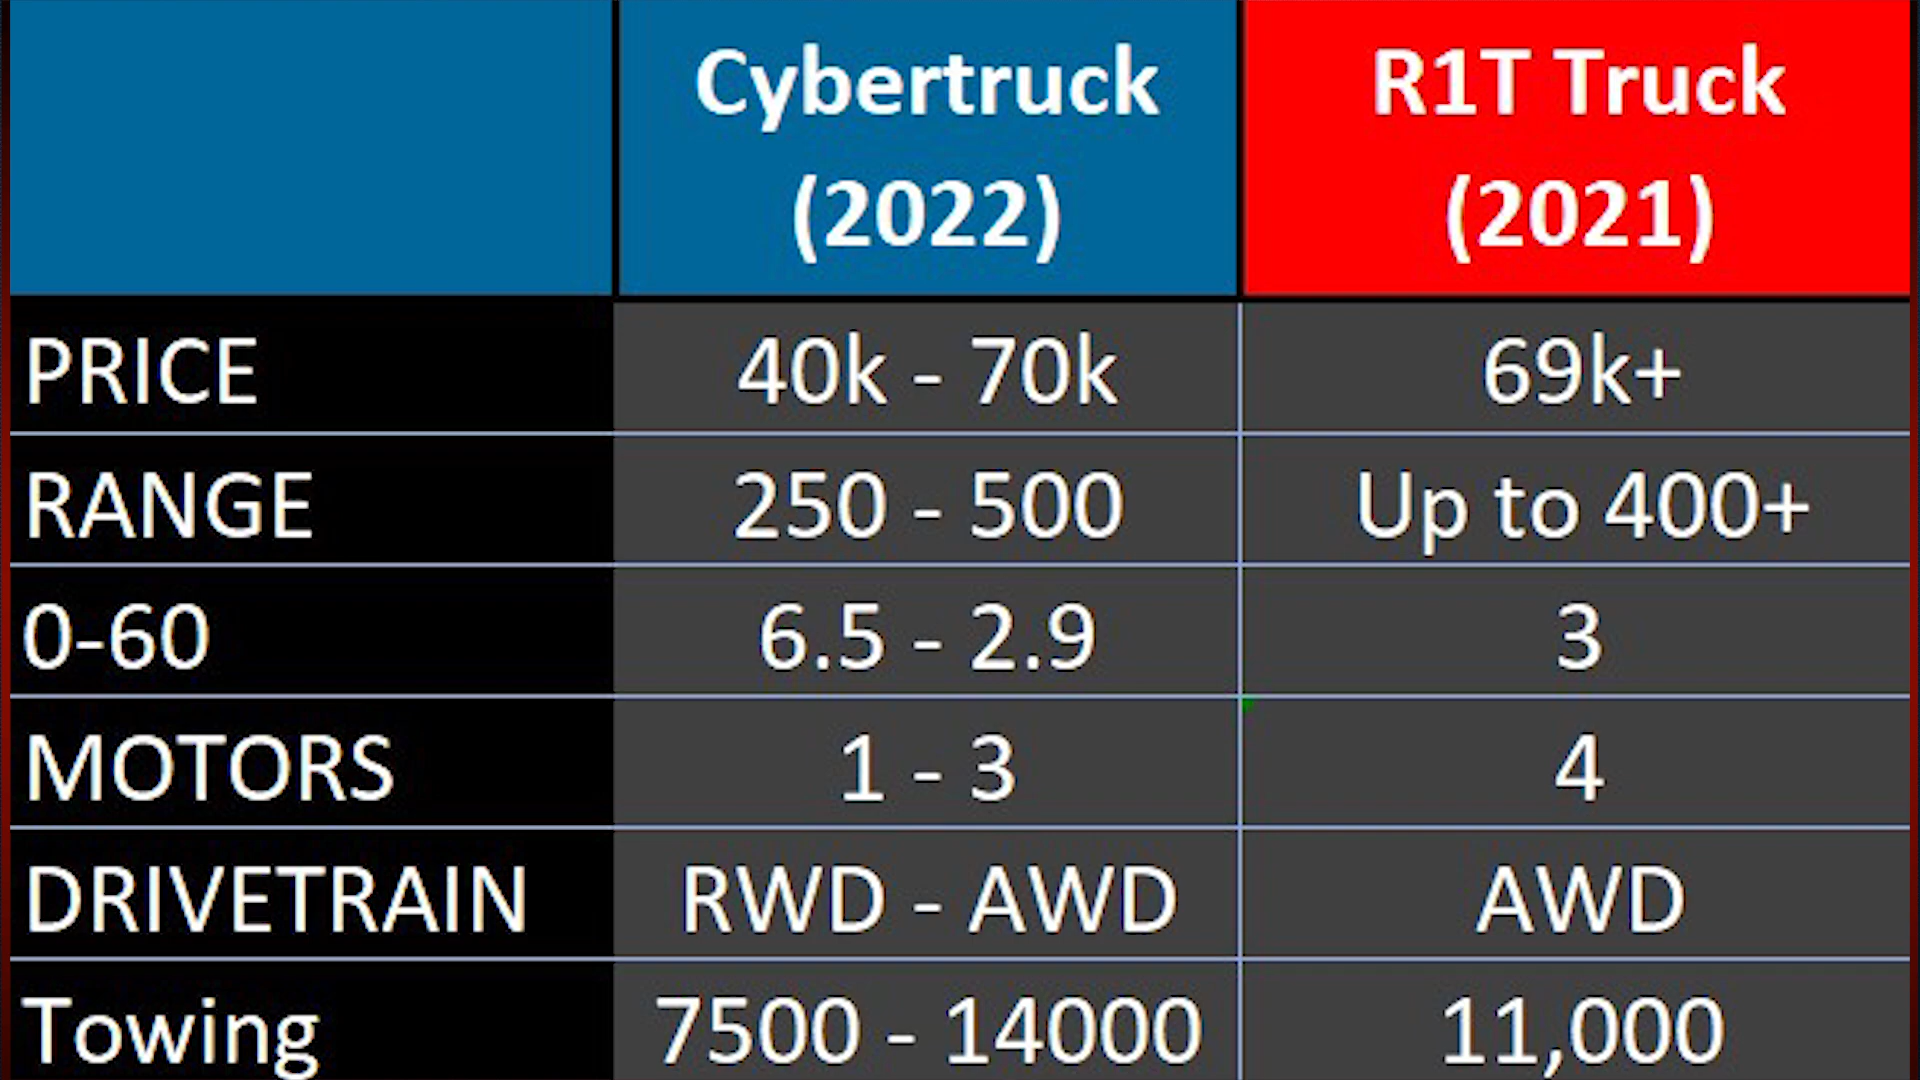 Cybertruck R1T Truck
(2022) (2021)
PRICE 40k - 70k 69k+
RANGE 250 - 500 Up to 400+
0-60 6.5 - 2.9 3
MOTORS 1 - 3 4
DRIVETRAIN RWD - AWD AWD
Towing 7500 - 14000 11,000